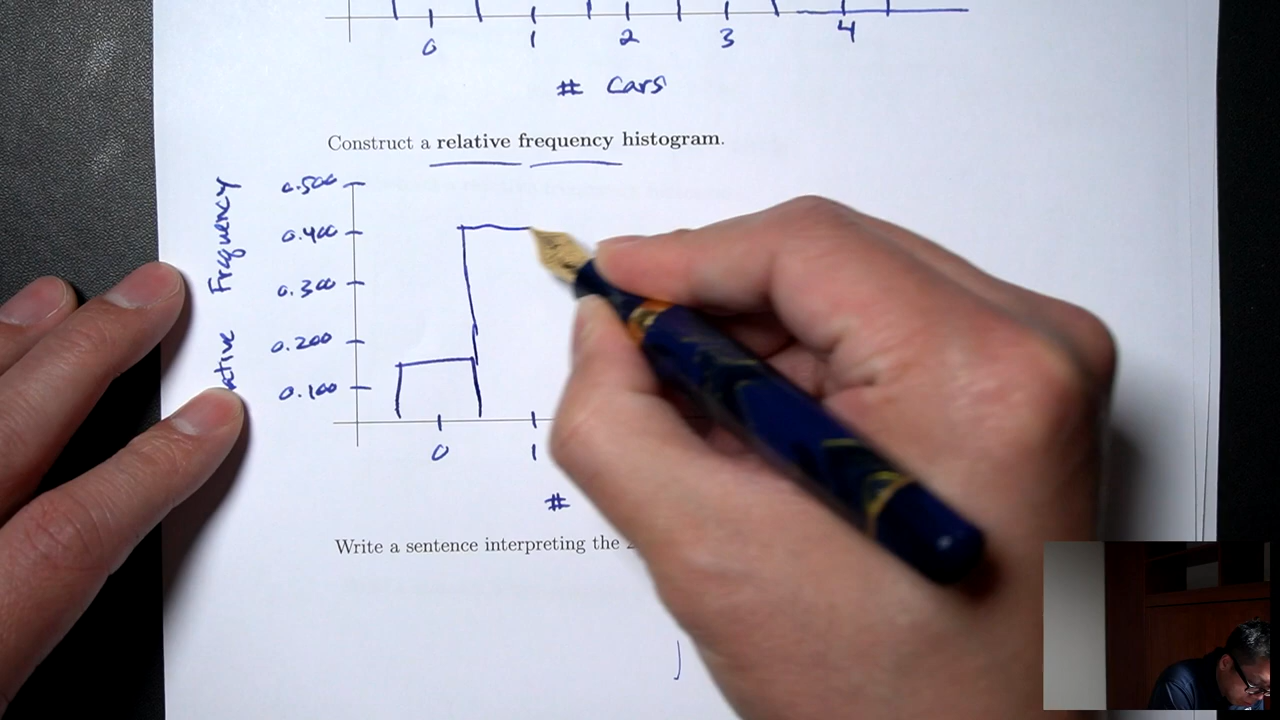 0 1 2 3 4
# Cars
Construct a relative frequency histogram.
Frequency
0.500
0.400
0.300
0.200
0.100
0 1
#
Write a sentence interpreting the